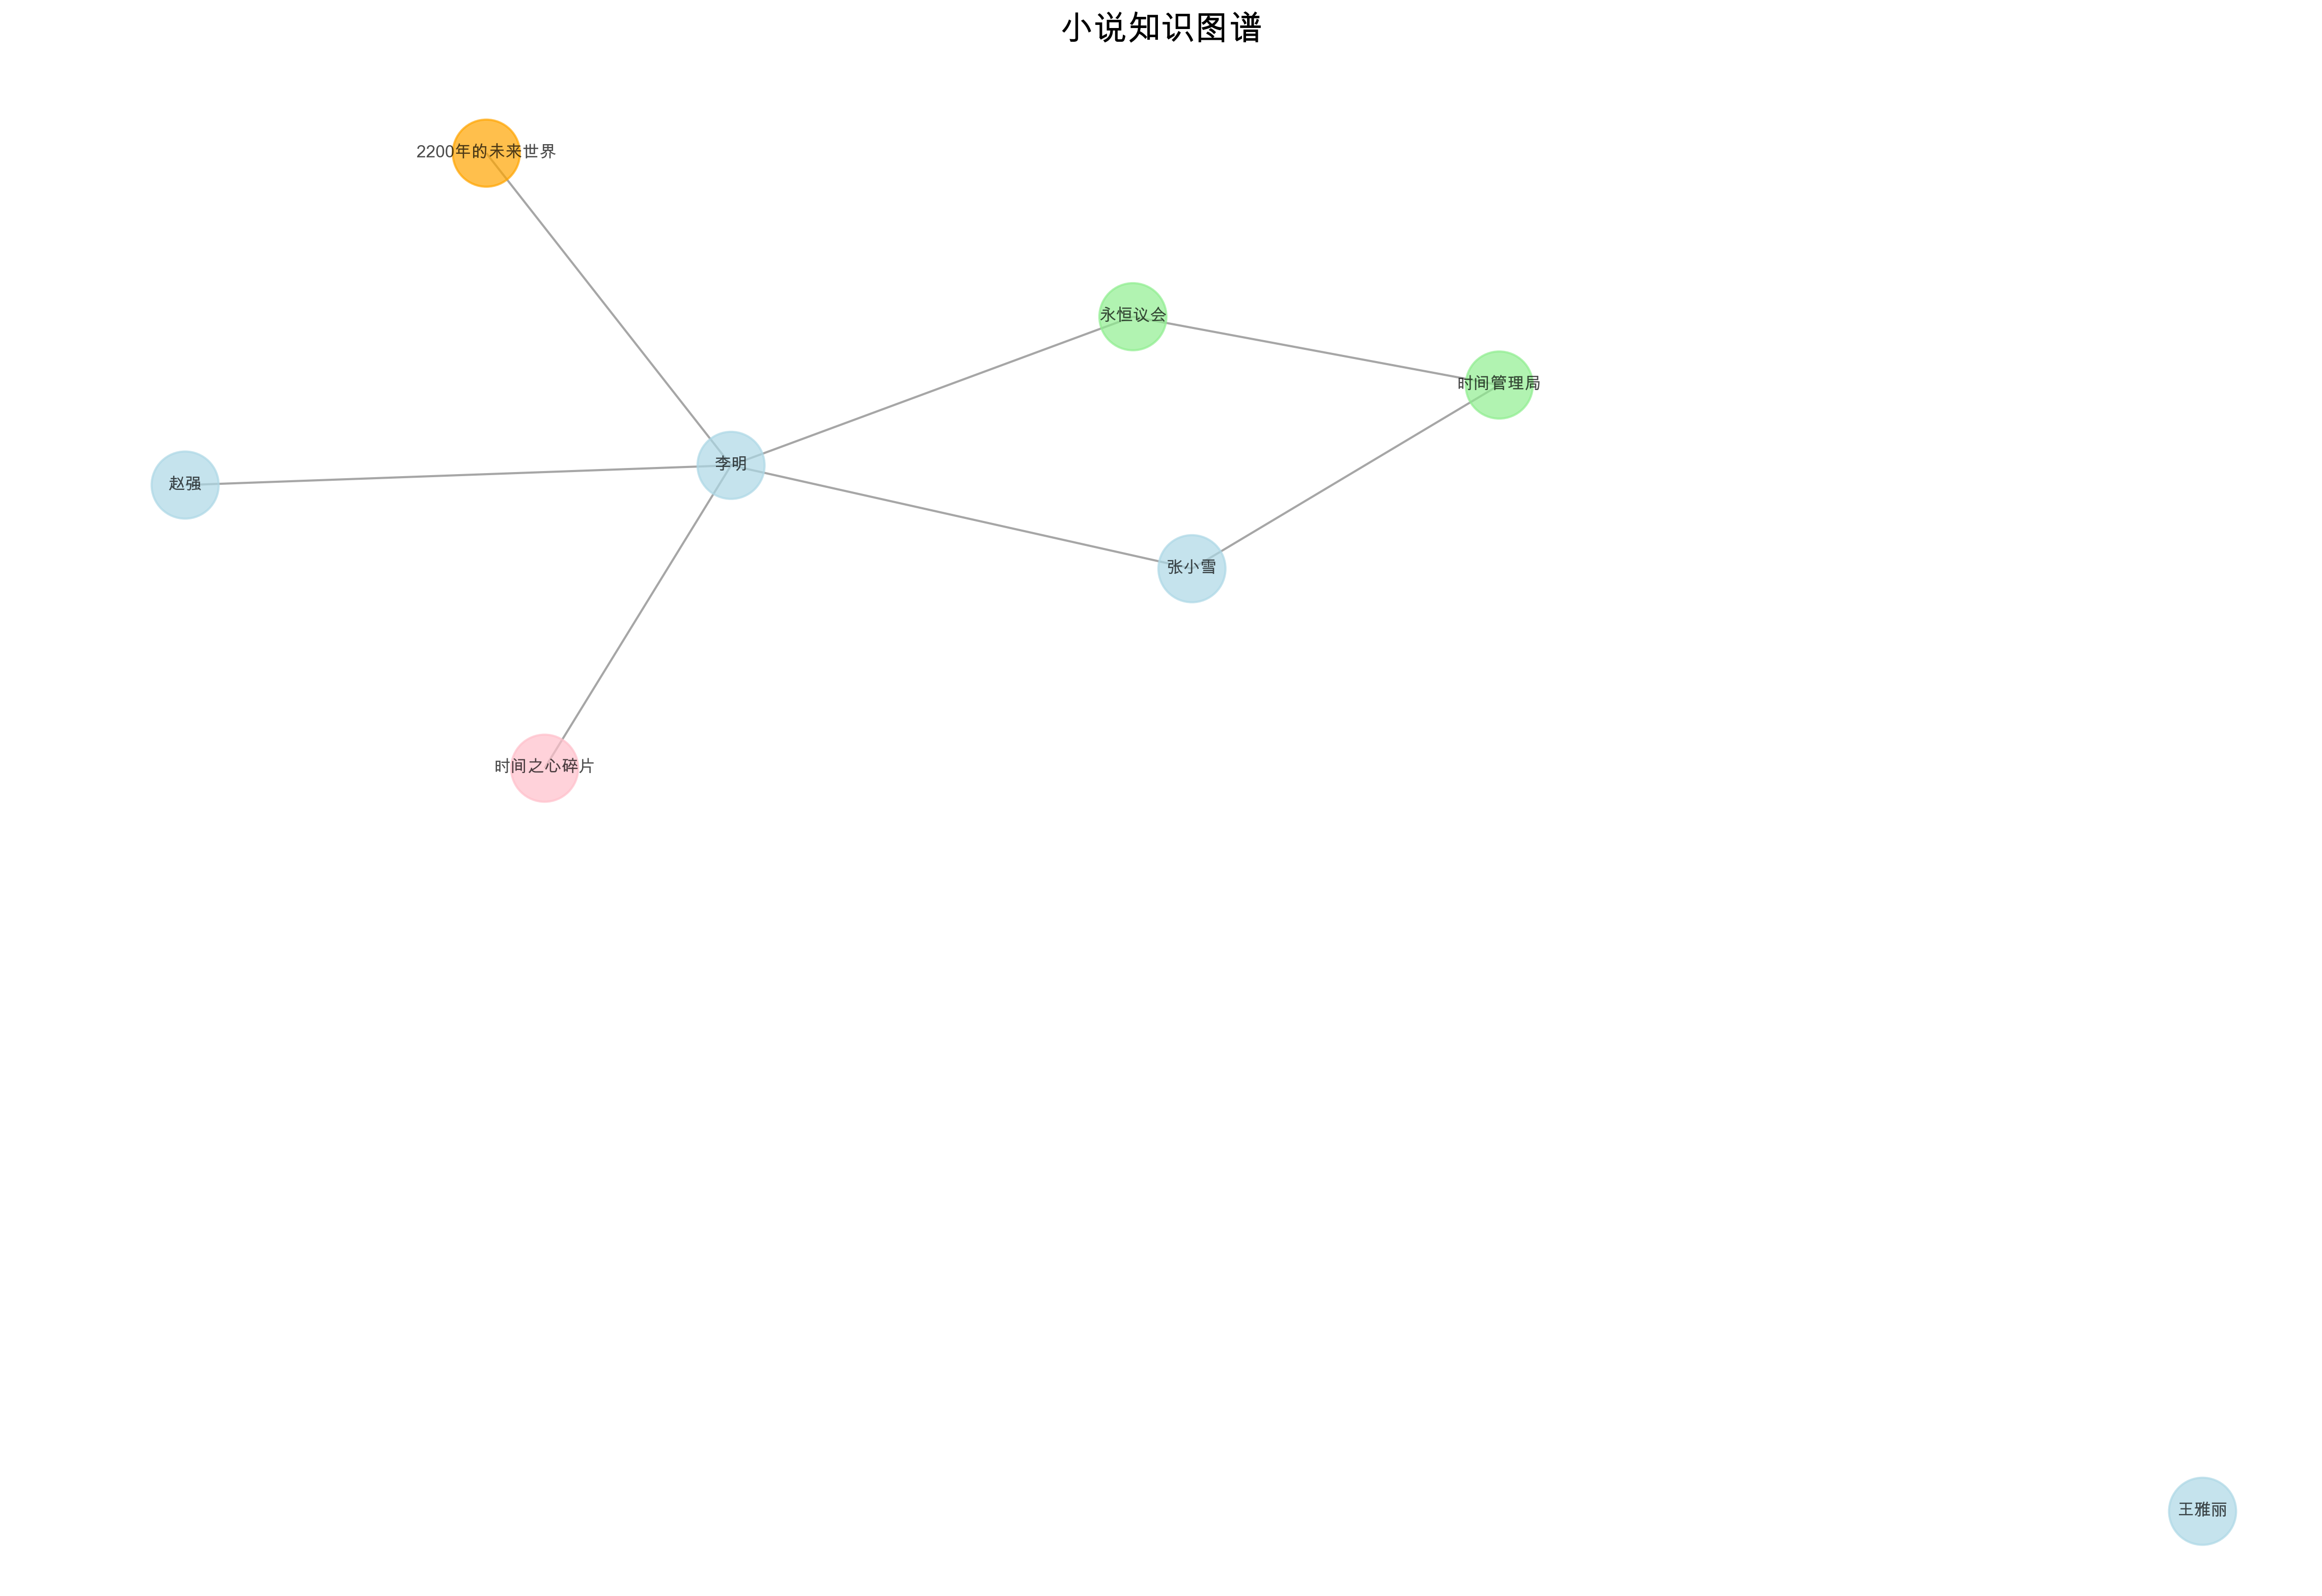 小说知识图谱
2200年的未来世界
永恒议会
时间管理局
李明
赵强
张小雪
时间之心碎片
王雅丽